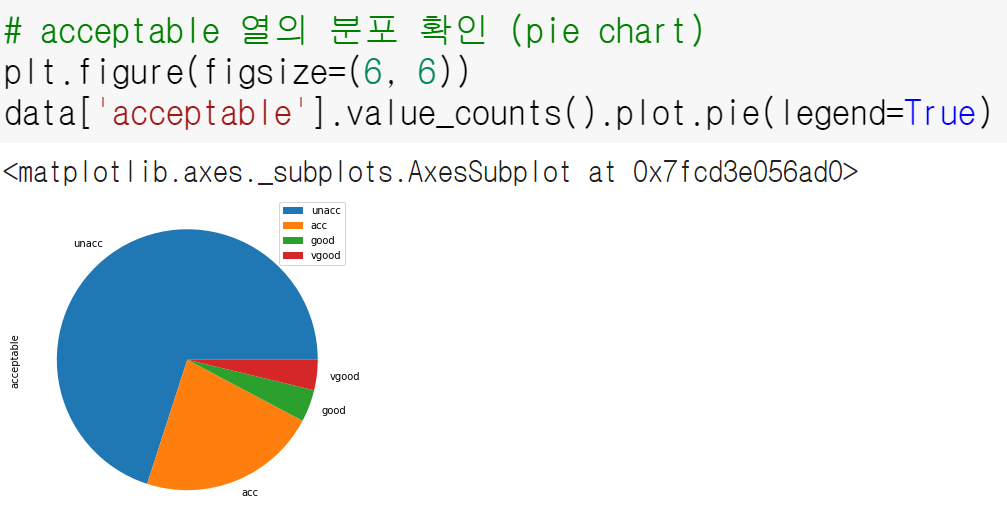 # acceptable 열의 분포 확인 (pie chart)
plt.figure(figsize=(6, 6))
data['acceptable'].value_counts().plot.pie(legend=True)
<matplotlib.axes._subplots.AxesSubplot at 0x7fcd3e056ad0>
unacc
acc
good
vgood
unacc
acceptable
vgood
good
acc